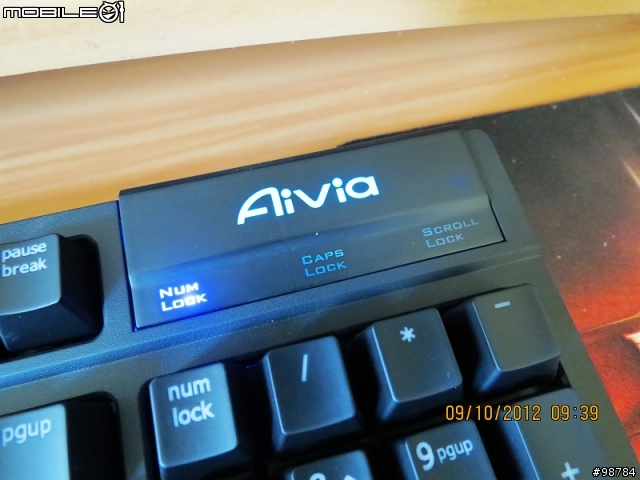 MOBILE01
Aivia
NUM LOCK
CAPS LOCK
SCROLL LOCK
pause break
num lock
/
*
-
pgup
9 pgup
+
09/10/2012 09:39
#98784